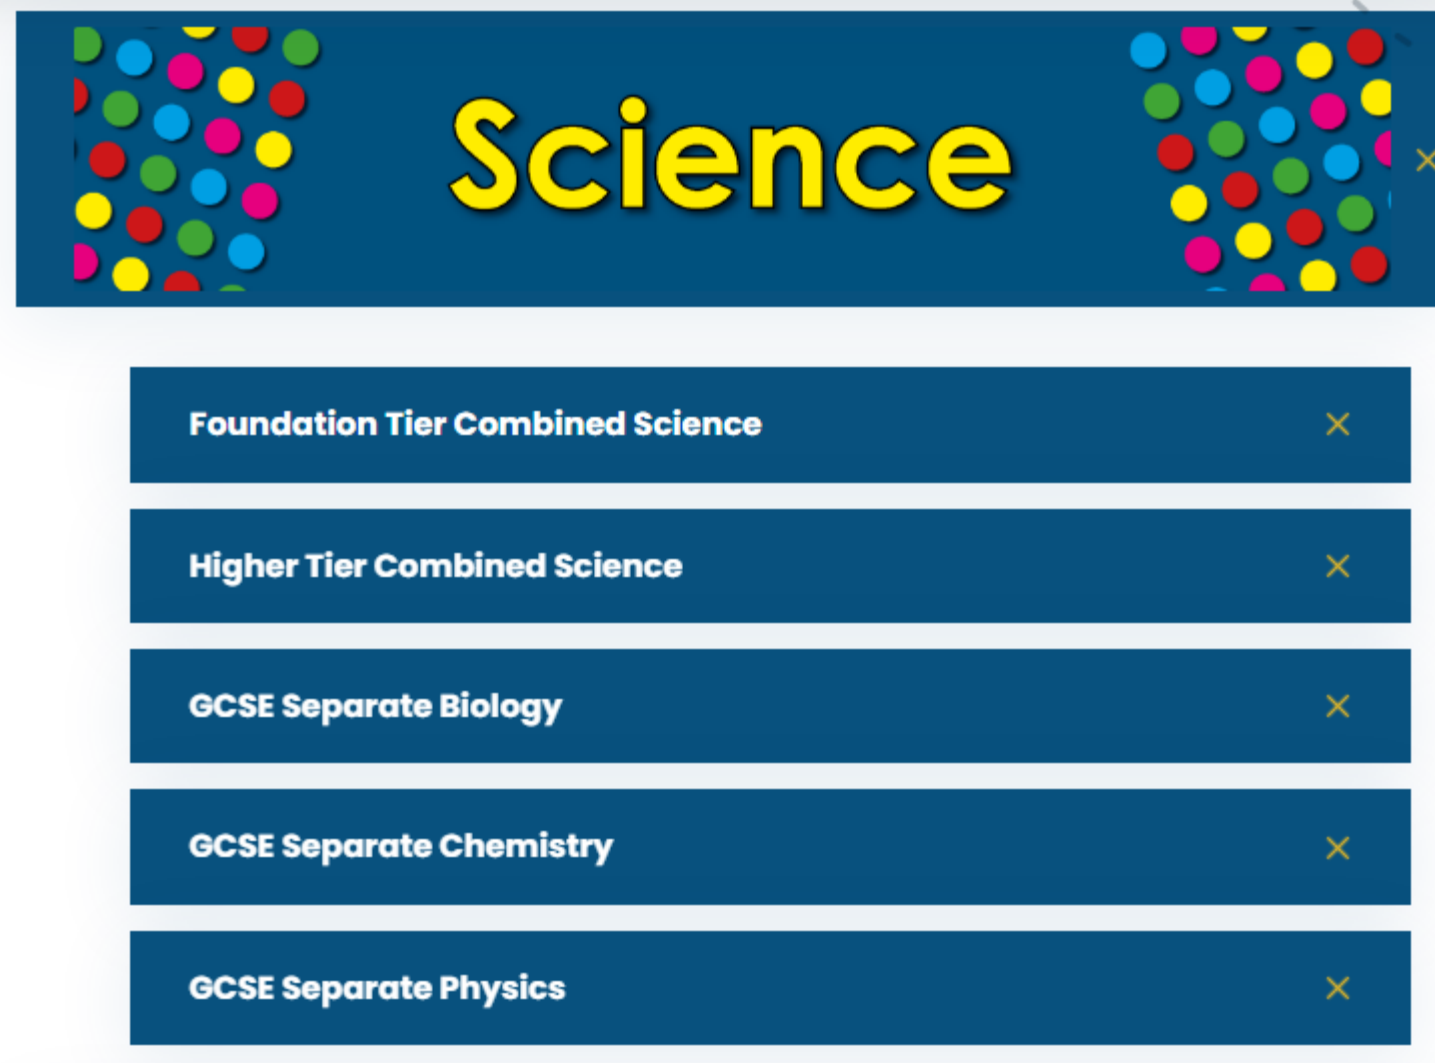 Science
Foundation Tier Combined Science
Higher Tier Combined Science
GCSE Separate Biology
GCSE Separate Chemistry
GCSE Separate Physics